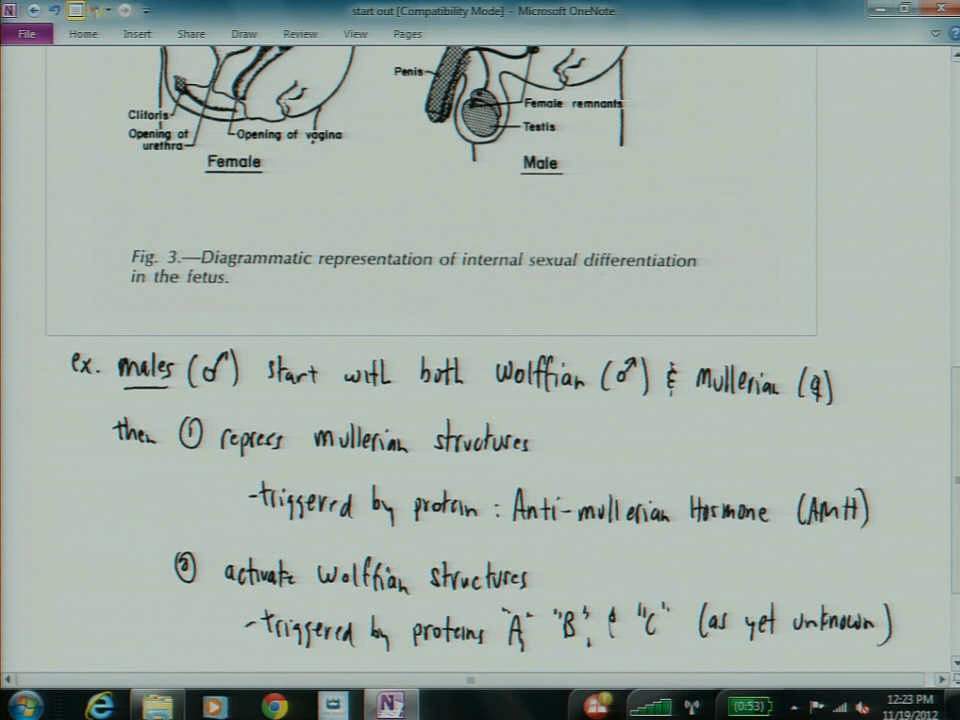 start out [Compatibility Mode] - Microsoft OneNote
File Home Insert Share Draw Review View Pages
Penis
Clitoris
Opening of urethra
Opening of vagina
Female
Female remnants
Testis
Male
Fig. 3.—Diagrammatic representation of internal sexual differentiation
in the fetus.
ex. males (♂) start with both Wolffian (♂) & Mullerian (♀)
then ① repress mullerian structures
-triggered by protein : Anti-mullerian Hormone (AMH)
② activate Wolffian structures
-triggered by proteins "A", "B", & "C" (as yet unknown)
(0:53)
12:23 PM
11/19/2012